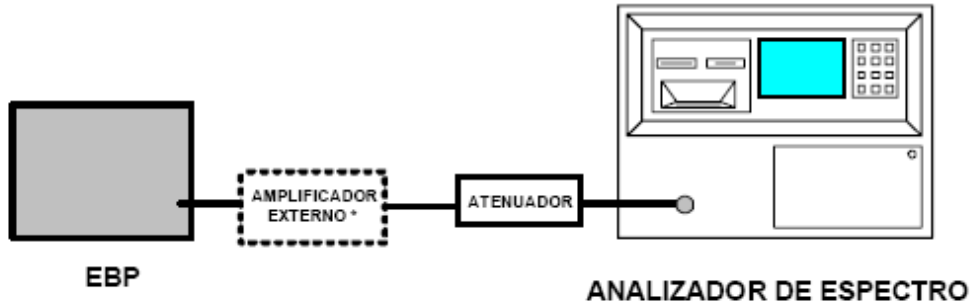 AMPLIFICADOR
EXTERNO *
ATENUADOR
EBP
ANALIZADOR DE ESPECTRO